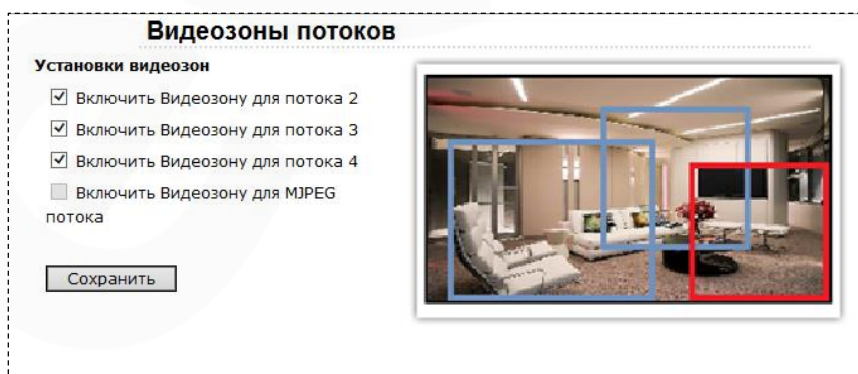 Видеозоны потоков
Установки видеозон
Включить Видеозону для потока 2
Включить Видеозону для потока 3
Включить Видеозону для потока 4
Включить Видеозону для MJPEG
потока
Сохранить